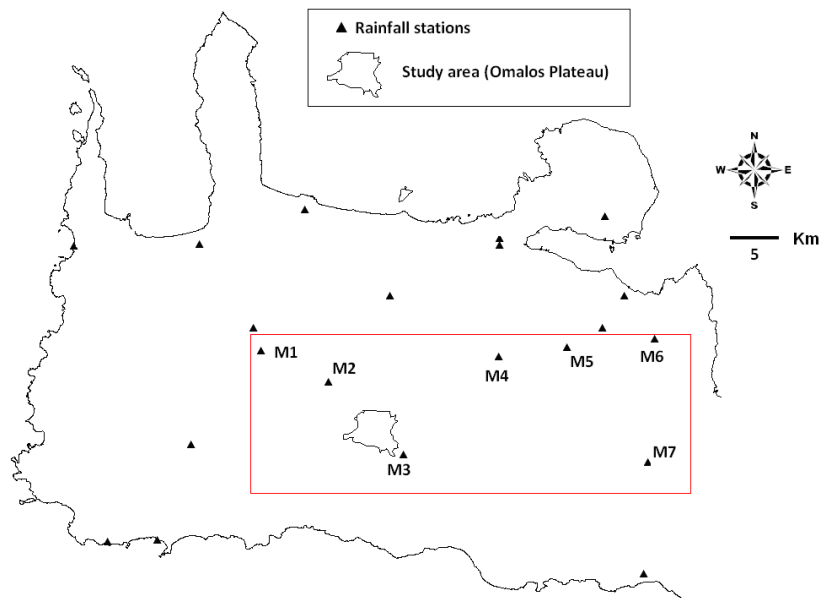 Rainfall stations
Study area (Omalos Plateau)
N
W E
S
5 Km
M1
M2
M3
M4
M5
M6
M7